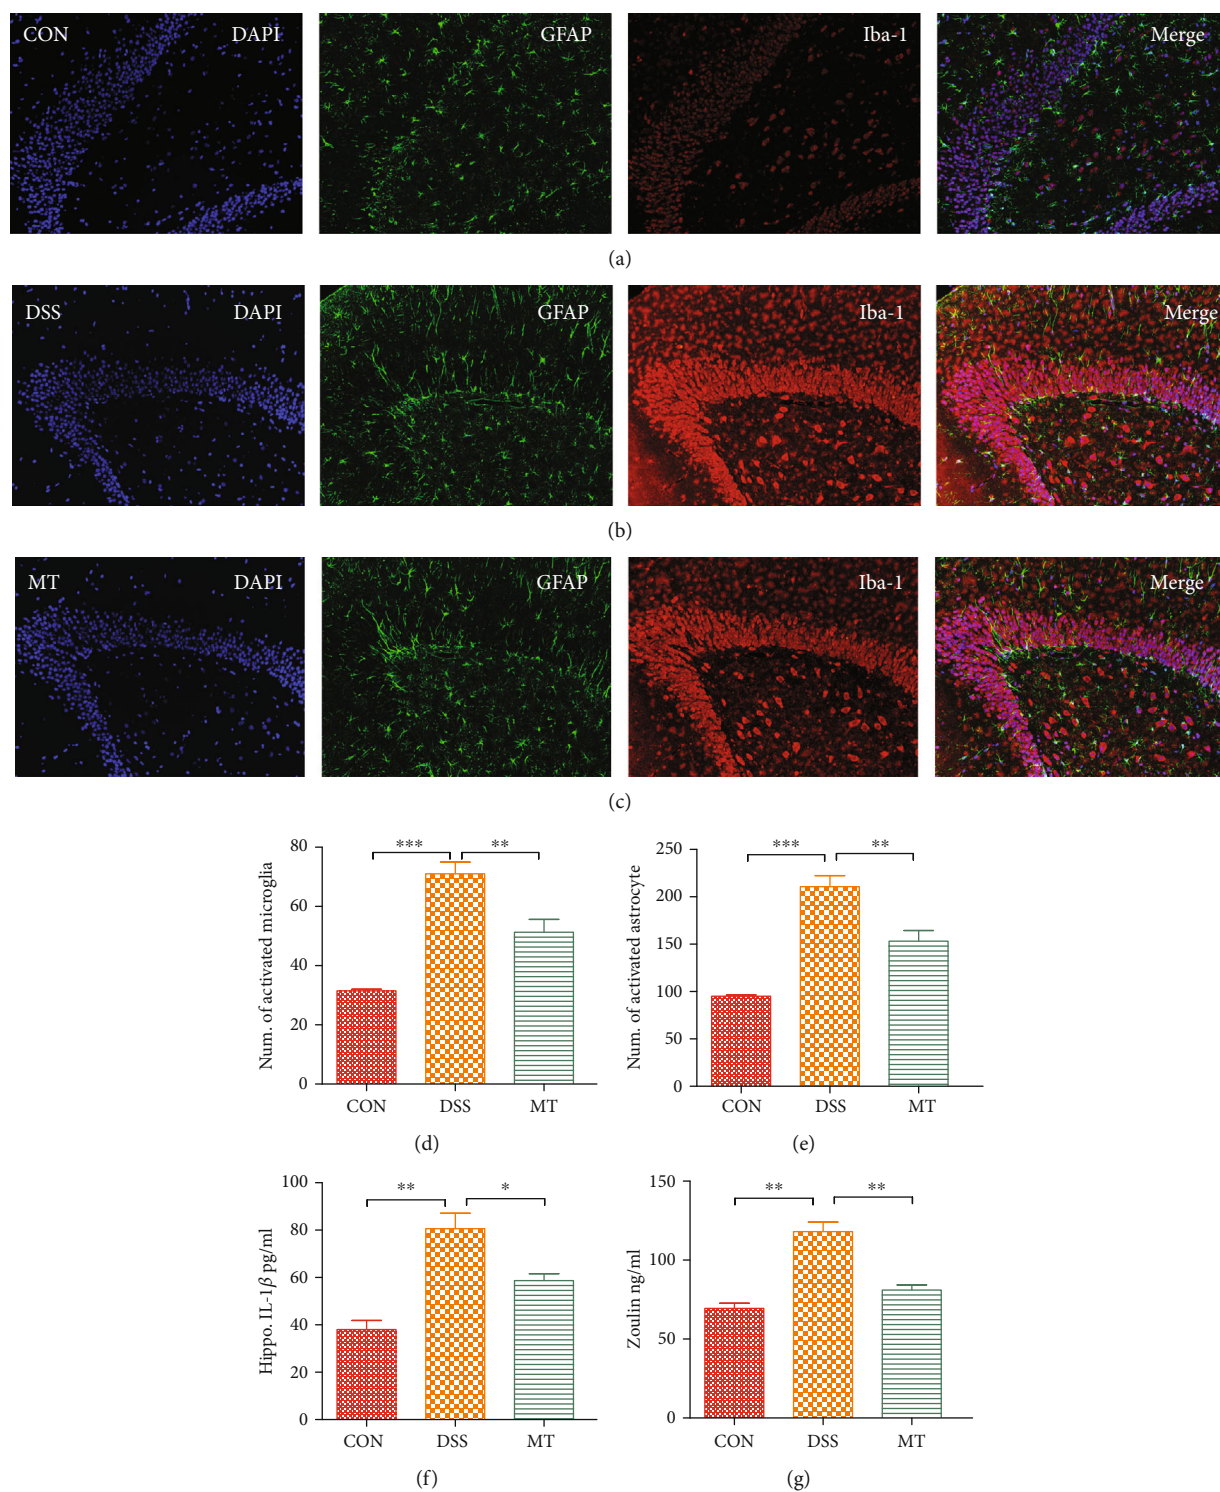 CON DAPI GFAP Iba-1 Merge
(a)
DSS DAPI GFAP Iba-1 Merge
(b)
MT DAPI GFAP Iba-1 Merge
(c)
Num. of activated microglia
80
60
40
20
0
*** **
CON DSS MT
(d)
Num. of activated astrocyte
250
200
150
100
50
0
*** **
CON DSS MT
(e)
Hippo. IL-1β pg/ml
100
80
60
40
20
0
** *
CON DSS MT
(f)
Zoulin ng/ml
150
100
50
0
** **
CON DSS MT
(g)